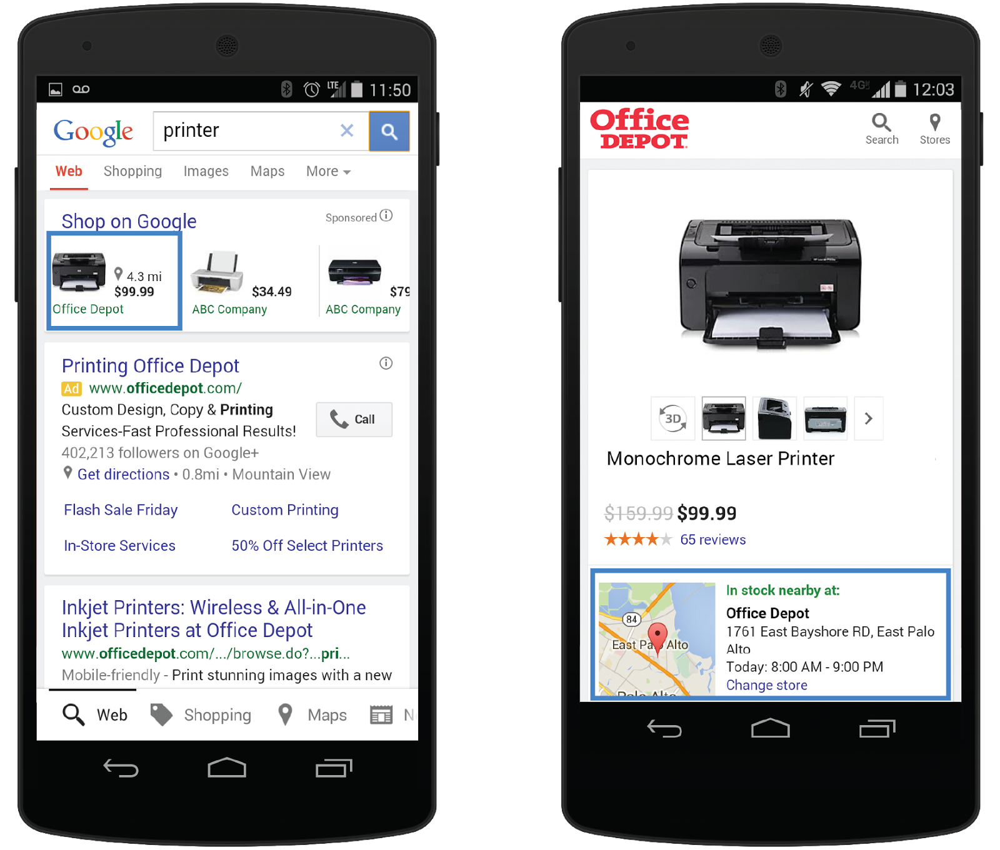 LTE 11:50
Google printer
Web Shopping Images Maps More
Shop on Google Sponsored
4.3 mi
$99.99 $34.49 $79
Office Depot ABC Company ABC Company
Printing Office Depot
Ad www.officedepot.com/
Custom Design, Copy & Printing
Services-Fast Professional Results!
Call
402,213 followers on Google+
Get directions • 0.8mi • Mountain View
Flash Sale Friday Custom Printing
In-Store Services 50% Off Select Printers
Inkjet Printers: Wireless & All-in-One
Inkjet Printers at Office Depot
www.officedepot.com/.../browse.do?...pri...
Mobile-friendly - Print stunning images with a new
Web Shopping Maps N
4G LTE 12:03
Office
DEPOT
Search Stores
3D
Monochrome Laser Printer
$159.99 $99.99
65 reviews
84
East Palo Alto
Palo Alto
In stock nearby at:
Office Depot
1761 East Bayshore RD, East Palo
Alto
Today: 8:00 AM - 9:00 PM
Change store